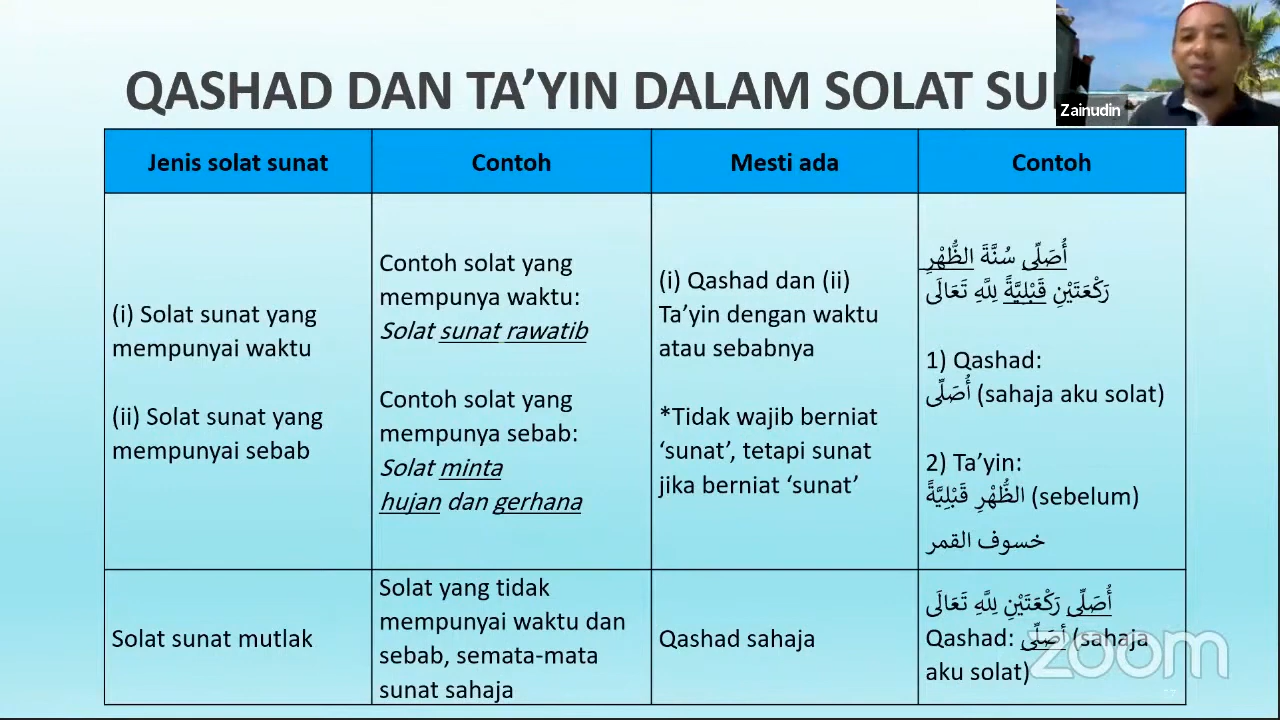 QASHAD DAN TA’YIN DALAM SOLAT
Zainudin
Jenis solat sunat
Contoh
Mesti ada
Contoh
(i) Solat sunat yang
mempunyai waktu
(ii) Solat sunat yang
mempunyai sebab
Contoh solat yang
mempunya waktu:
Solat sunat rawatib
Contoh solat yang
mempunya sebab:
Solat minta
hujan dan gerhana
(i) Qashad dan (ii)
Ta’yin dengan waktu
atau sebabnya
*Tidak wajib berniat
‘sunat’, tetapi sunat
jika berniat ‘sunat’
أُصَلِّى سُنَّةَ الظُّهْرِ
رَكْعَتَيْنِ قَبْلِيَّةً لِلَّهِ تَعَالَى
1) Qashad:
أُصَلِّى (sahaja aku solat)
2) Ta’yin:
الظُّهْرِ قَبْلِيَّةً (sebelum)
خسوف القمر
Solat sunat mutlak
Solat yang tidak
mempunyai waktu dan
sebab, semata-mata
sunat sahaja
Qashad sahaja
أُصَلِّى رَكْعَتَيْنِ لِلَّهِ تَعَالَى
Qashad: أُصَلِّى (sahaja
aku solat)
zoom